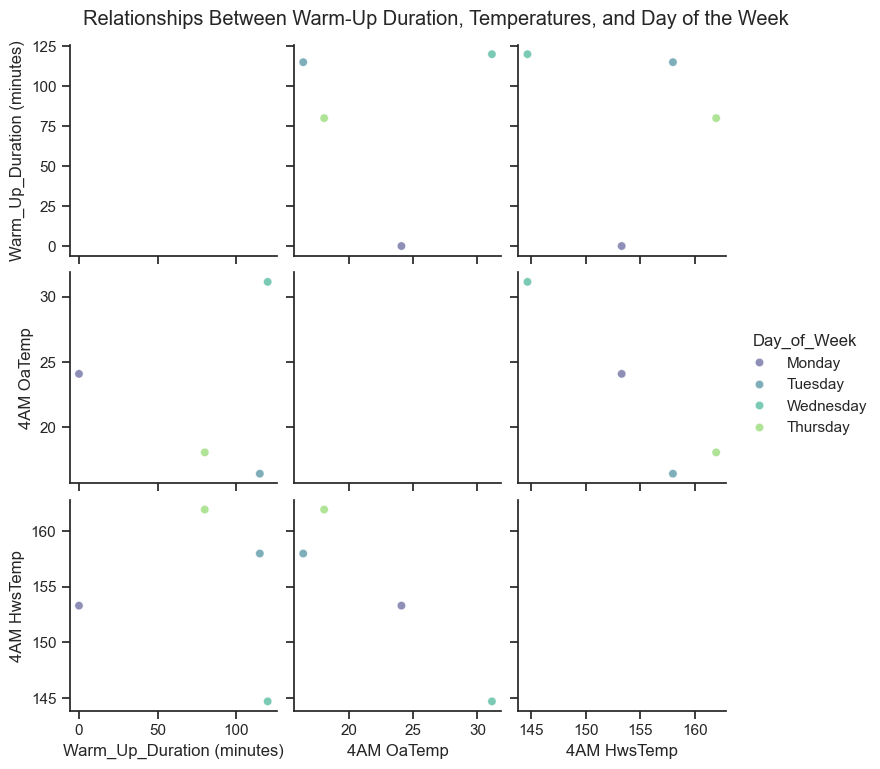 Relationships Between Warm-Up Duration, Temperatures, and Day of the Week
Warm_Up_Duration (minutes)
125
100
75
50
25
0
4AM OaTemp
30
25
20
Day_of_Week
Monday
Tuesday
Wednesday
Thursday
4AM HwsTemp
160
155
150
145
0 50 100
20 25 30
145 150 155 160
Warm_Up_Duration (minutes)
4AM OaTemp
4AM HwsTemp